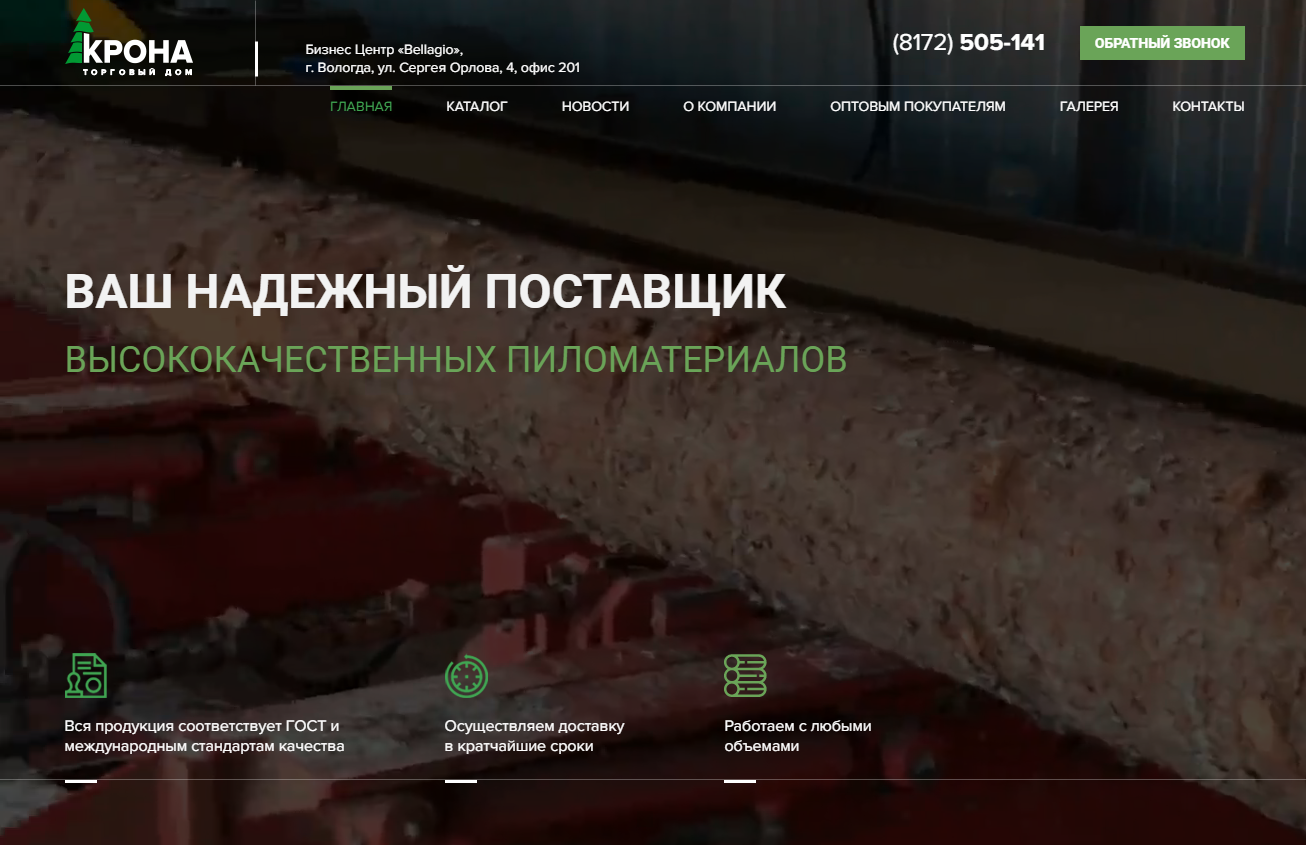 КРОНА
ТОРГОВЫЙ ДОМ
Бизнес Центр «Bellagio»,
г. Вологда, ул. Сергея Орлова, 4, офис 201
(8172) 505-141
ОБРАТНЫЙ ЗВОНОК
ГЛАВНАЯ КАТАЛОГ НОВОСТИ О КОМПАНИИ ОПТОВЫМ ПОКУПАТЕЛЯМ ГАЛЕРЕЯ КОНТАКТЫ
ВАШ НАДЕЖНЫЙ ПОСТАВЩИК
ВЫСОКОКАЧЕСТВЕННЫХ ПИЛОМАТЕРИАЛОВ
Вся продукция соответствует ГОСТ и
международным стандартам качества
Осуществляем доставку
в кратчайшие сроки
Работаем с любыми
объемами